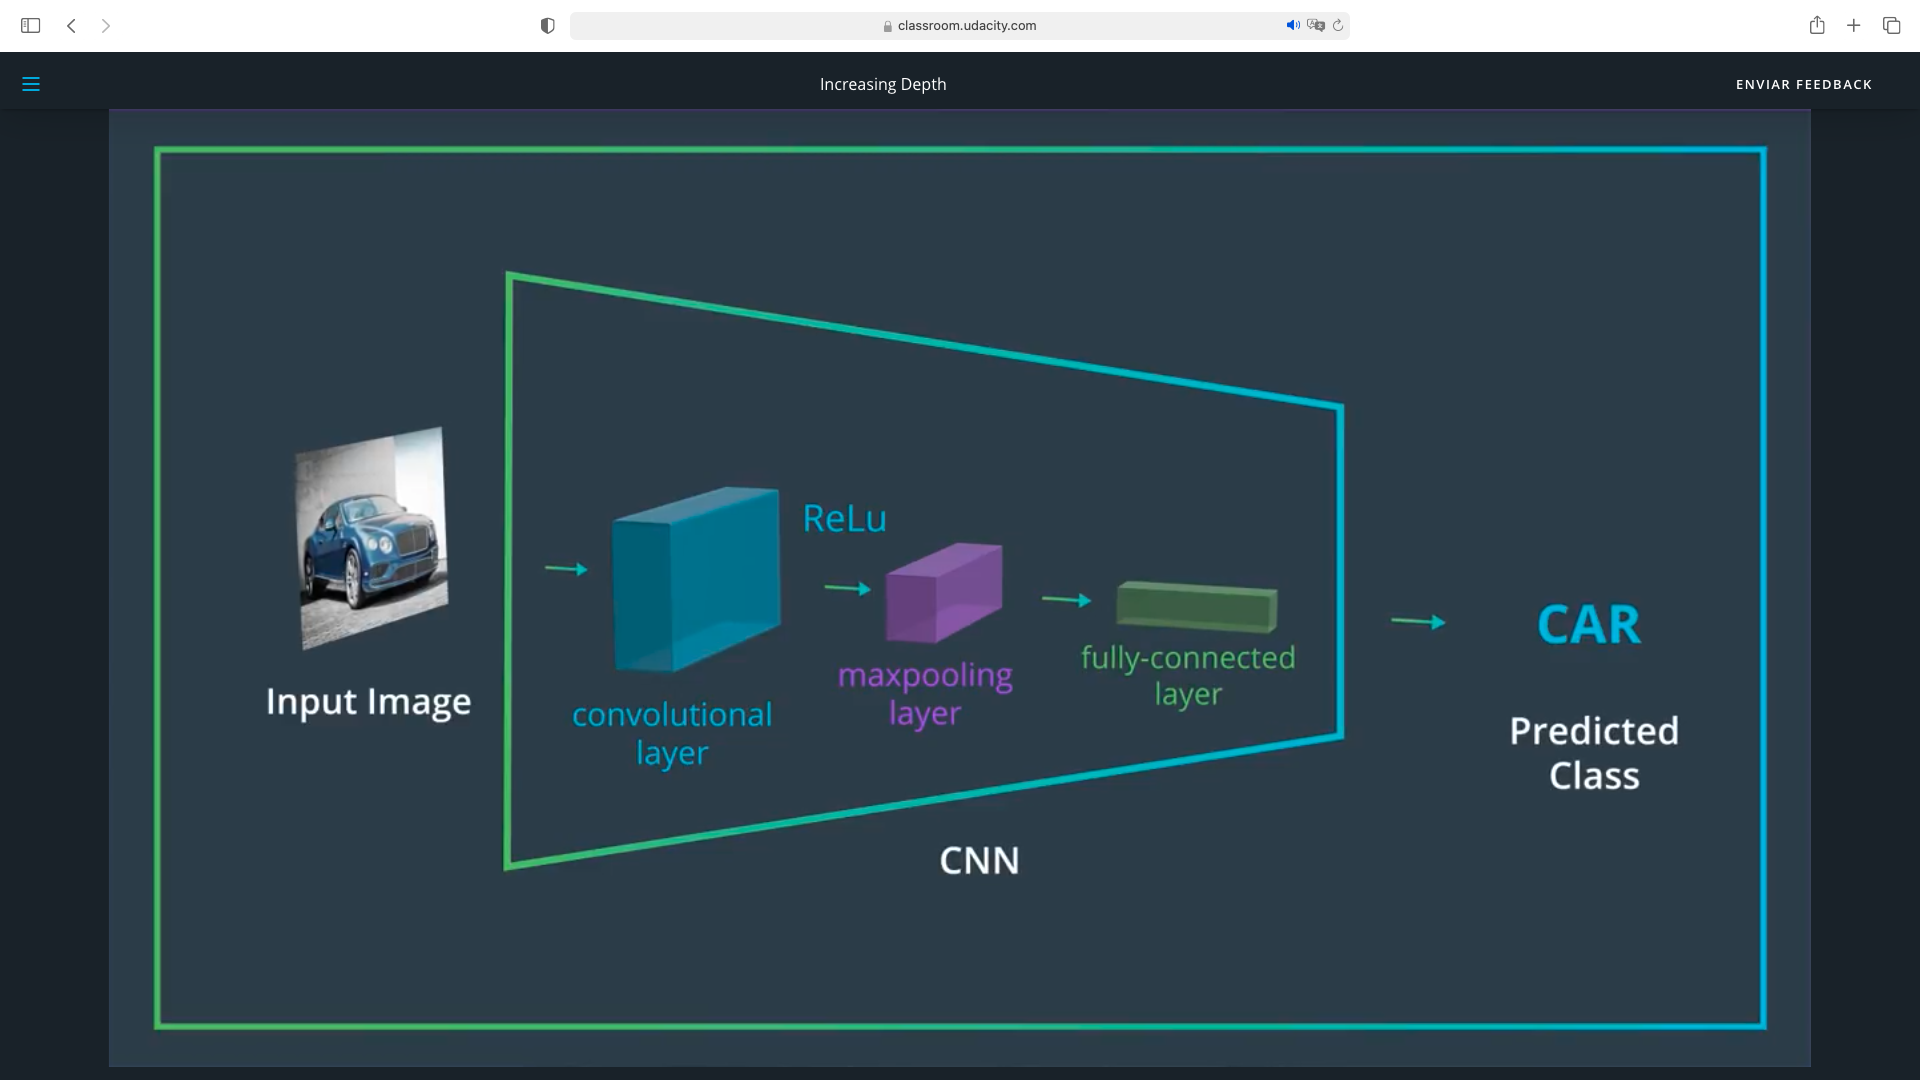 classroom.udacity.com
Increasing Depth
ENVIAR FEEDBACK
ReLu
CAR
Input Image
convolutional
layer
maxpooling
layer
fully-connected
layer
Predicted
Class
CNN